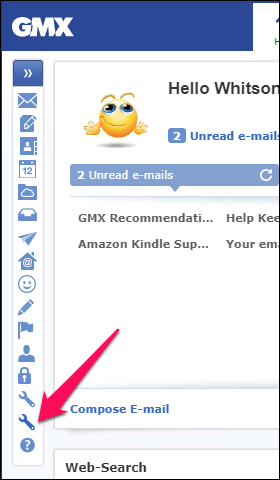 GMX
»
Hello Whitson
2 Unread e-mails
12
2 Unread e-mails
GMX Recommendati... Help Kee
@
Amazon Kindle Sup... Your ema
?
Compose E-mail
Web-Search